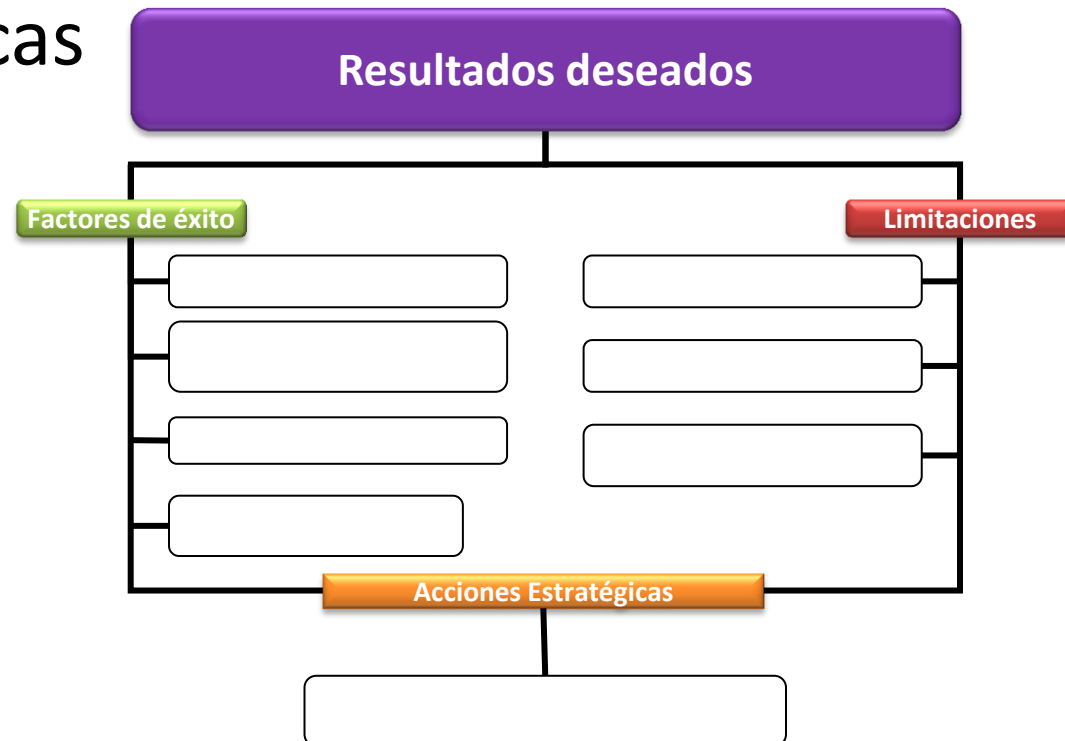 cas
Resultados deseados
Factores de éxito
Limitaciones
Acciones Estratégicas